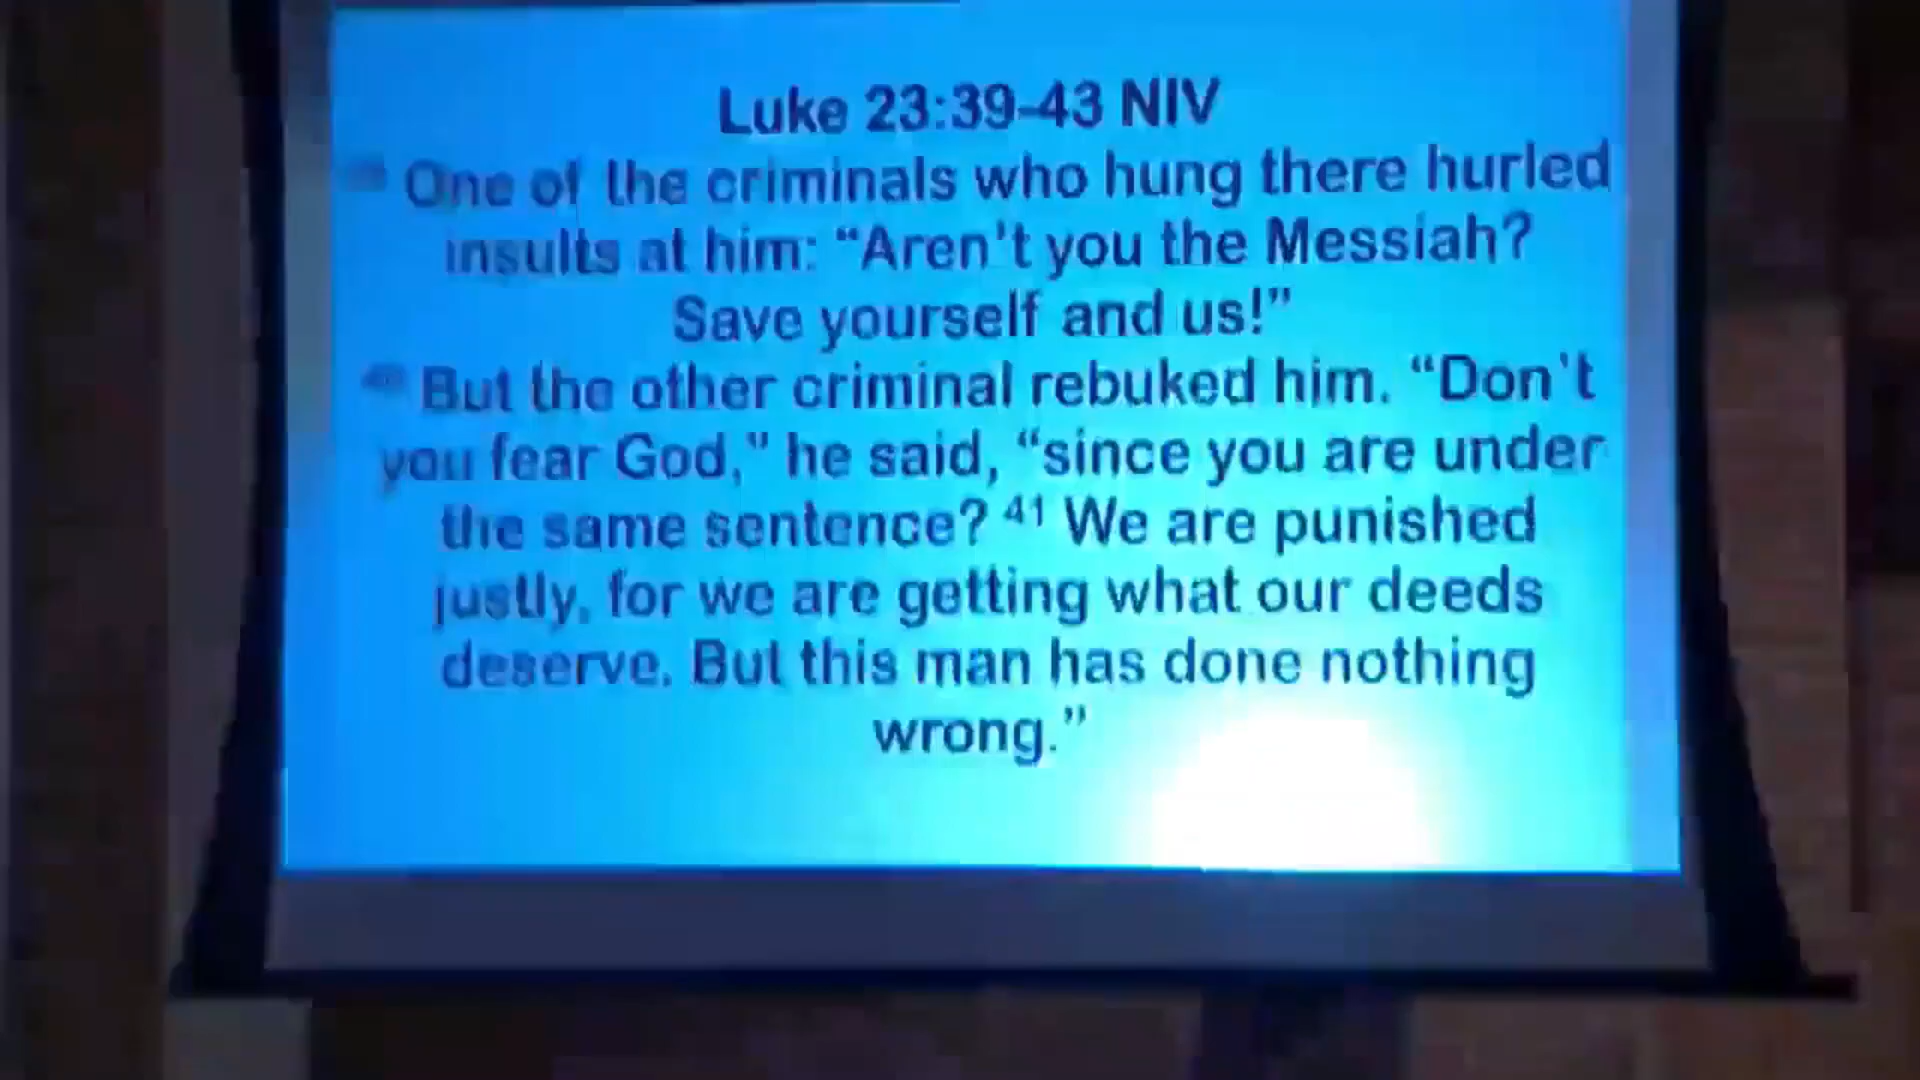 Luke 23:39-43 NIV
One of the criminals who hung there hurled
insults at him: “Aren't you the Messiah?
Save yourself and us!”
40 But the other criminal rebuked him. “Don't
you fear God,” he said, “since you are under
the same sentence? 41 We are punished
justly, for we are getting what our deeds
deserve. But this man has done nothing
wrong.”